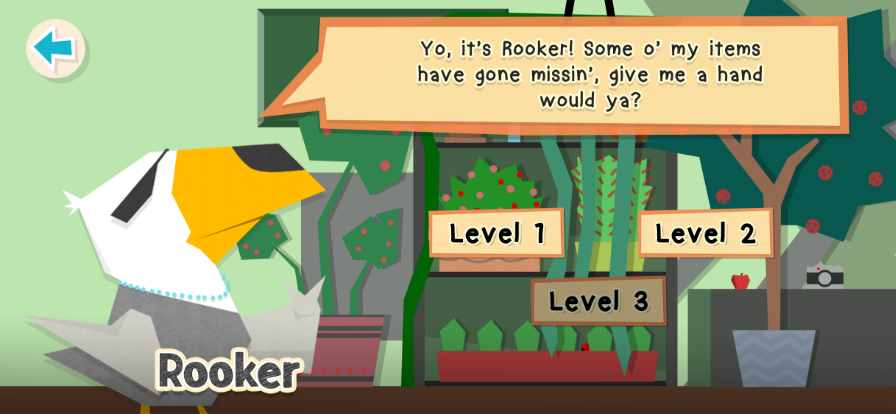 Yo, it's Rooker! Some o' my items
have gone missin', give me a hand
would ya?
Level 1
Level 2
Level 3
Rooker